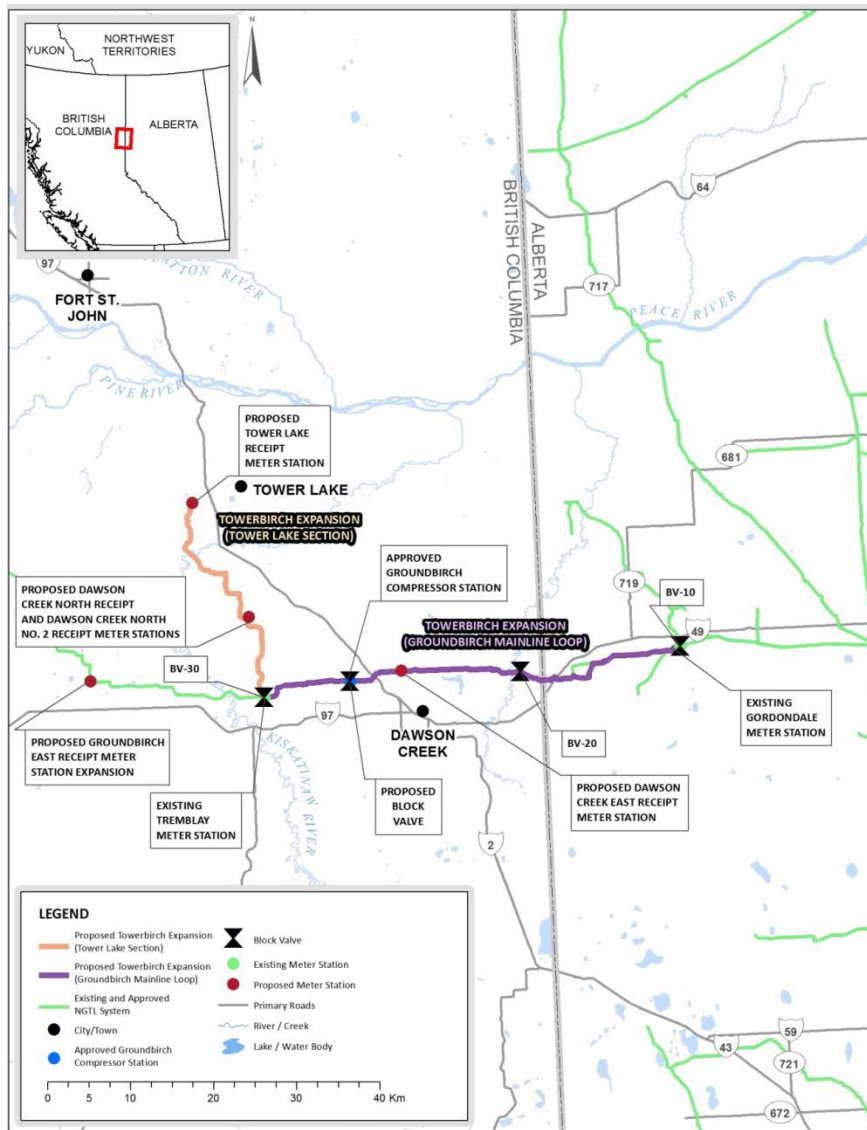 NORTHWEST
TERRITORIES
YUKON
BRITISH
COLUMBIA
ALBERTA
N
97
FORT ST.
JOHN
BEATTON RIVER
PINE RIVER
BRITISH COLUMBIA
ALBERTA
64
717
PEACE RIVER
PROPOSED
TOWER LAKE
RECEIPT
METER STATION
TOWER LAKE
TOWERBIRCH EXPANSION
(TOWER LAKE SECTION)
681
APPROVED
GROUNDBIRCH
COMPRESSOR STATION
719
BV-10
PROPOSED DAWSON
CREEK NORTH RECEIPT
AND DAWSON CREEK NORTH
NO. 2 RECEIPT METER STATIONS
TOWERBIRCH EXPANSION
(GROUNDBIRCH MAINLINE LOOP)
49
BV-30
97
DAWSON
CREEK
BV-20
EXISTING
GORDONDALE
METER STATION
PROPOSED GROUNDBIRCH
EAST RECEIPT METER
STATION EXPANSION
KISKATINAW RIVER
EXISTING
TREMBLAY
METER STATION
PROPOSED
BLOCK
VALVE
PROPOSED DAWSON
CREEK EAST RECEIPT
METER STATION
2
LEGEND
Proposed Towerbirch Expansion
(Tower Lake Section)
Proposed Towerbirch Expansion
(Groundbirch Mainline Loop)
Existing and Approved
NGTL System
City/Town
Approved Groundbirch
Compressor Station
Block Valve
Existing Meter Station
Proposed Meter Station
Primary Roads
River / Creek
Lake / Water Body
0 5 10 20 30 40 Km
43
59
721
672